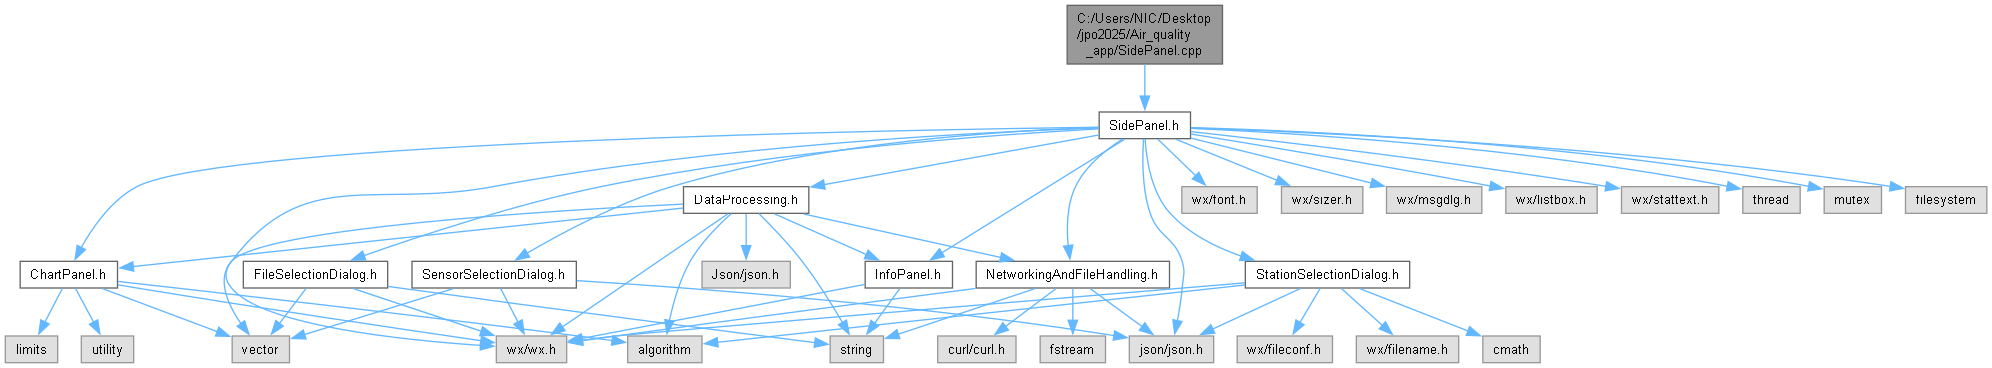 C:/Users/NIC/Desktop
/jpo2025/Air_quality
_app/SidePanel.cpp
SidePanel.h
DataProcessing.h
wx/font.h
wx/sizer.h
wx/msgdlg.h
wx/listbox.h
wx/stattext.h
thread
mutex
filesystem
ChartPanel.h
FileSelectionDialog.h
SensorSelectionDialog.h
Json/json.h
InfoPanel.h
NetworkingAndFileHandling.h
StationSelectionDialog.h
limits
utility
vector
wx/wx.h
algorithm
string
curl/curl.h
fstream
json/json.h
wx/fileconf.h
wx/filename.h
cmath